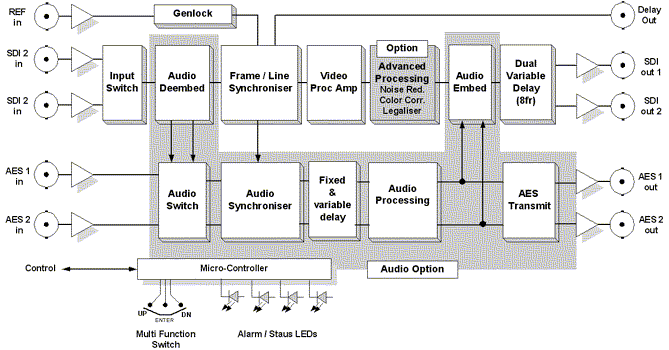 REF in
Genlock
Delay Out
SDI 2 in
SDI 2 in
Input Switch
Audio Deembed
Frame / Line Synchroniser
Video Proc Amp
Option
Advanced Processing
Noise Red.
Color Corr.
Legaliser
Audio Embed
Dual Variable Delay (8fr)
SDI out 1
SDI out 2
AES 1 in
AES 2 in
Audio Switch
Audio Synchroniser
Fixed & variable delay
Audio Processing
AES Transmit
AES 1 out
AES 2 out
Control
Micro-Controller
Audio Option
UP
ENTER
DN
Multi Function Switch
Alarm / Staus LEDs